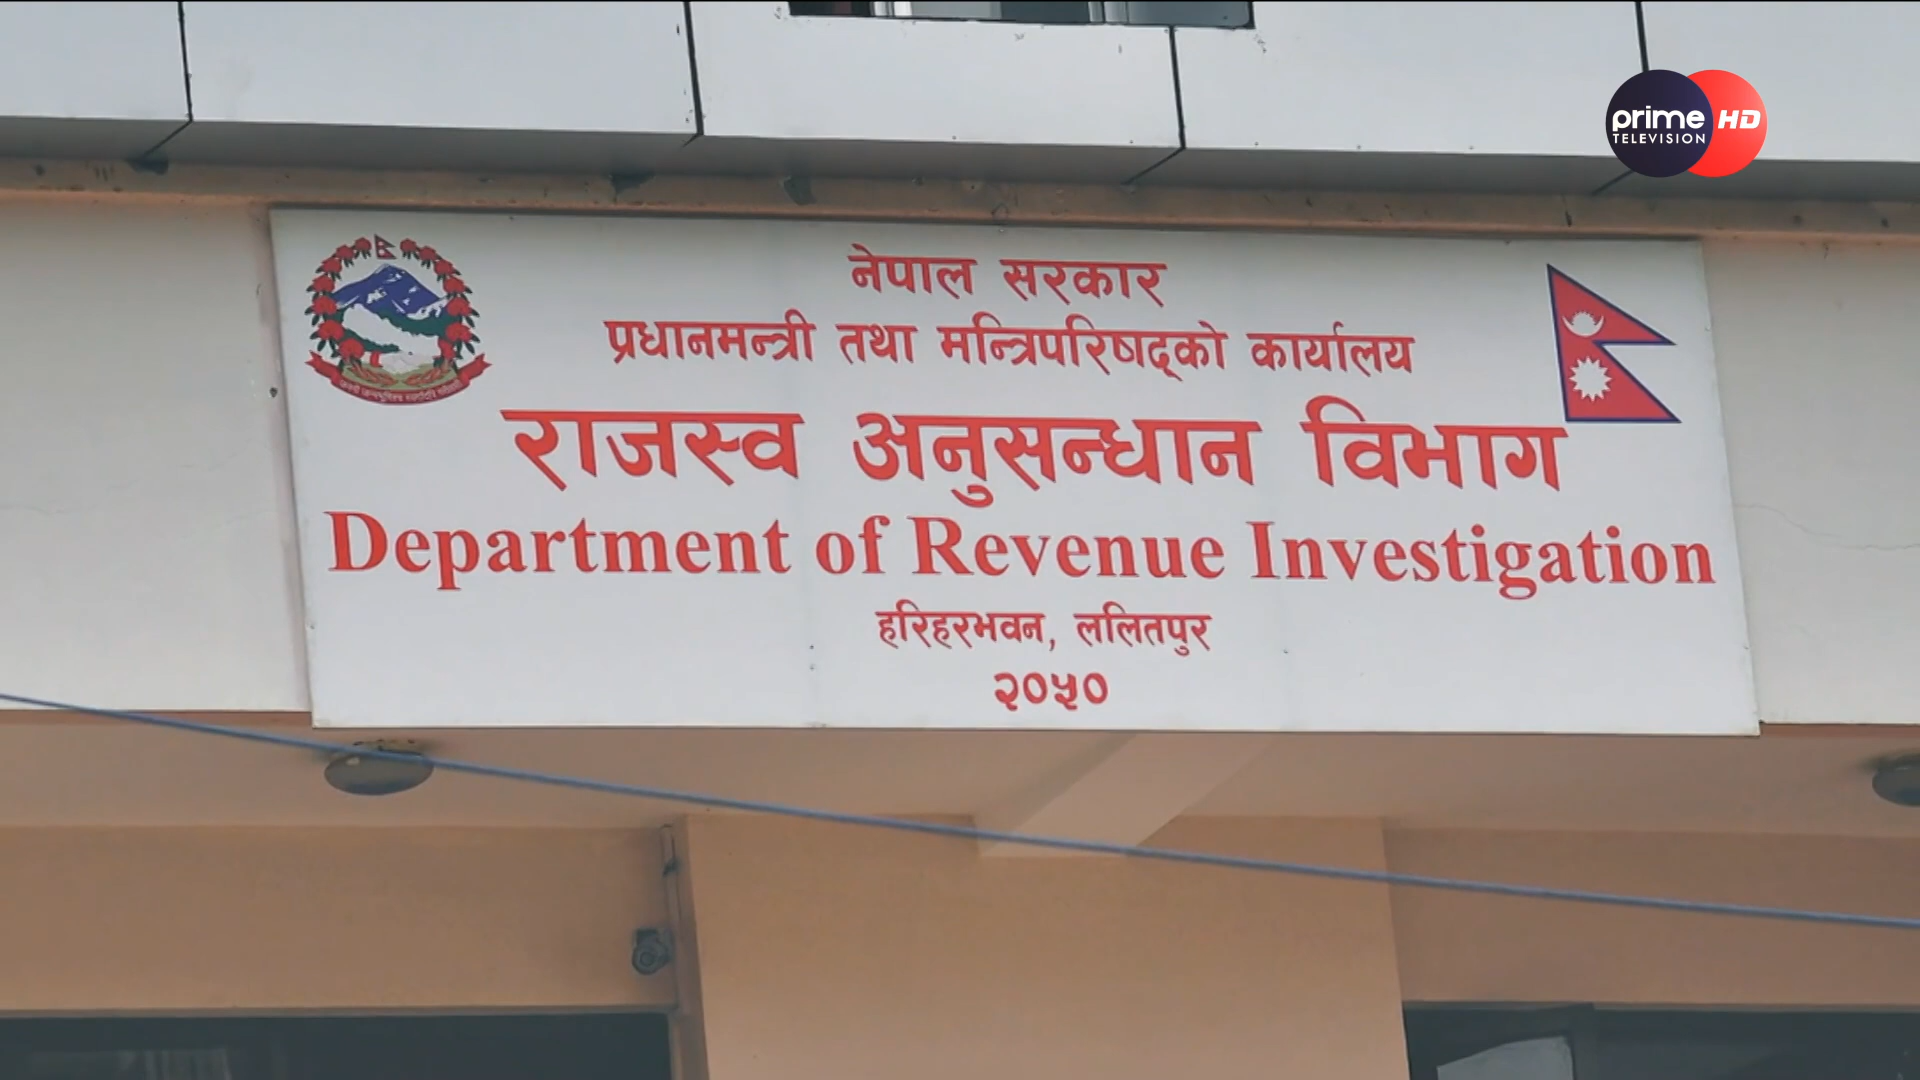 prime HD
TELEVISION
नेपाल सरकार
प्रधानमन्त्री तथा मन्त्रिपरिषद्को कार्यालय
राजस्व अनुसन्धान विभाग
Department of Revenue Investigation
हरिहरभवन, ललितपुर
२०५०